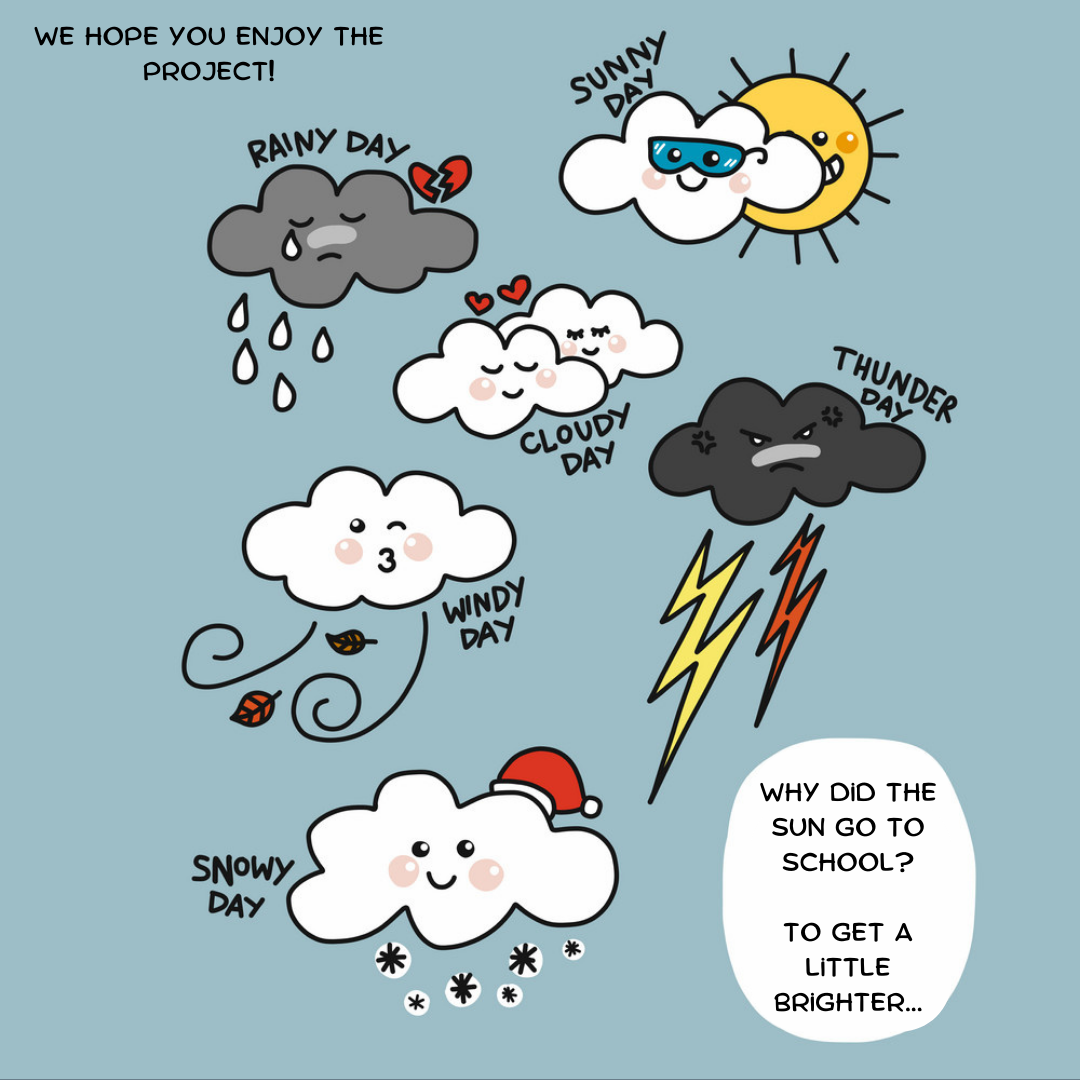 WE HOPE YOU ENJOY THE
PROJECT!
SUNNY
DAY
RAINY DAY
THUNDER
DAY
CLOUDY
DAY
WINDY
DAY
SNOWY
DAY
WHY DID THE
SUN GO TO
SCHOOL?
TO GET A
LITTLE
BRIGHTER...